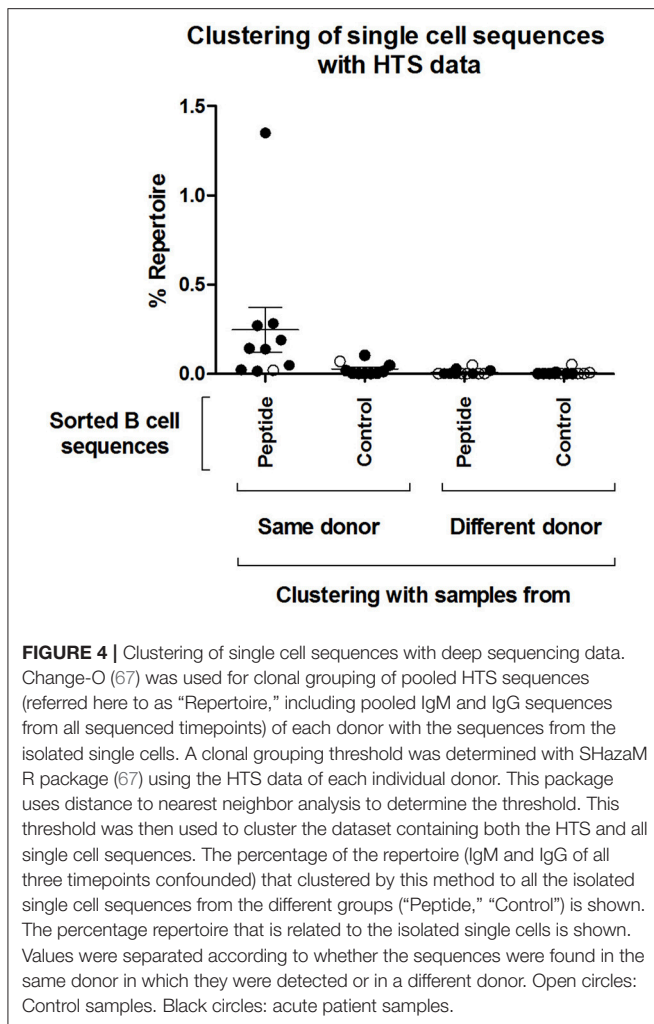 Clustering of single cell sequences
with HTS data
1.5
1.0
0.5
0.0
% Repertoire
Sorted B cell
sequences
Peptide
Control
Peptide
Control
Same donor
Different donor
Clustering with samples from
FIGURE 4 | Clustering of single cell sequences with deep sequencing data.
Change-O (67) was used for clonal grouping of pooled HTS sequences
(referred here to as “Repertoire,” including pooled IgM and IgG sequences
from all sequenced timepoints) of each donor with the sequences from the
isolated single cells. A clonal grouping threshold was determined with SHazaM
R package (67) using the HTS data of each individual donor. This package
uses distance to nearest neighbor analysis to determine the threshold. This
threshold was then used to cluster the dataset containing both the HTS and all
single cell sequences. The percentage of the repertoire (IgM and IgG of all
three timepoints confounded) that clustered by this method to all the isolated
single cell sequences from the different groups (“Peptide,” “Control”) is shown.
The percentage repertoire that is related to the isolated single cells is shown.
Values were separated according to whether the sequences were found in the
same donor in which they were detected or in a different donor. Open circles:
Control samples. Black circles: acute patient samples.